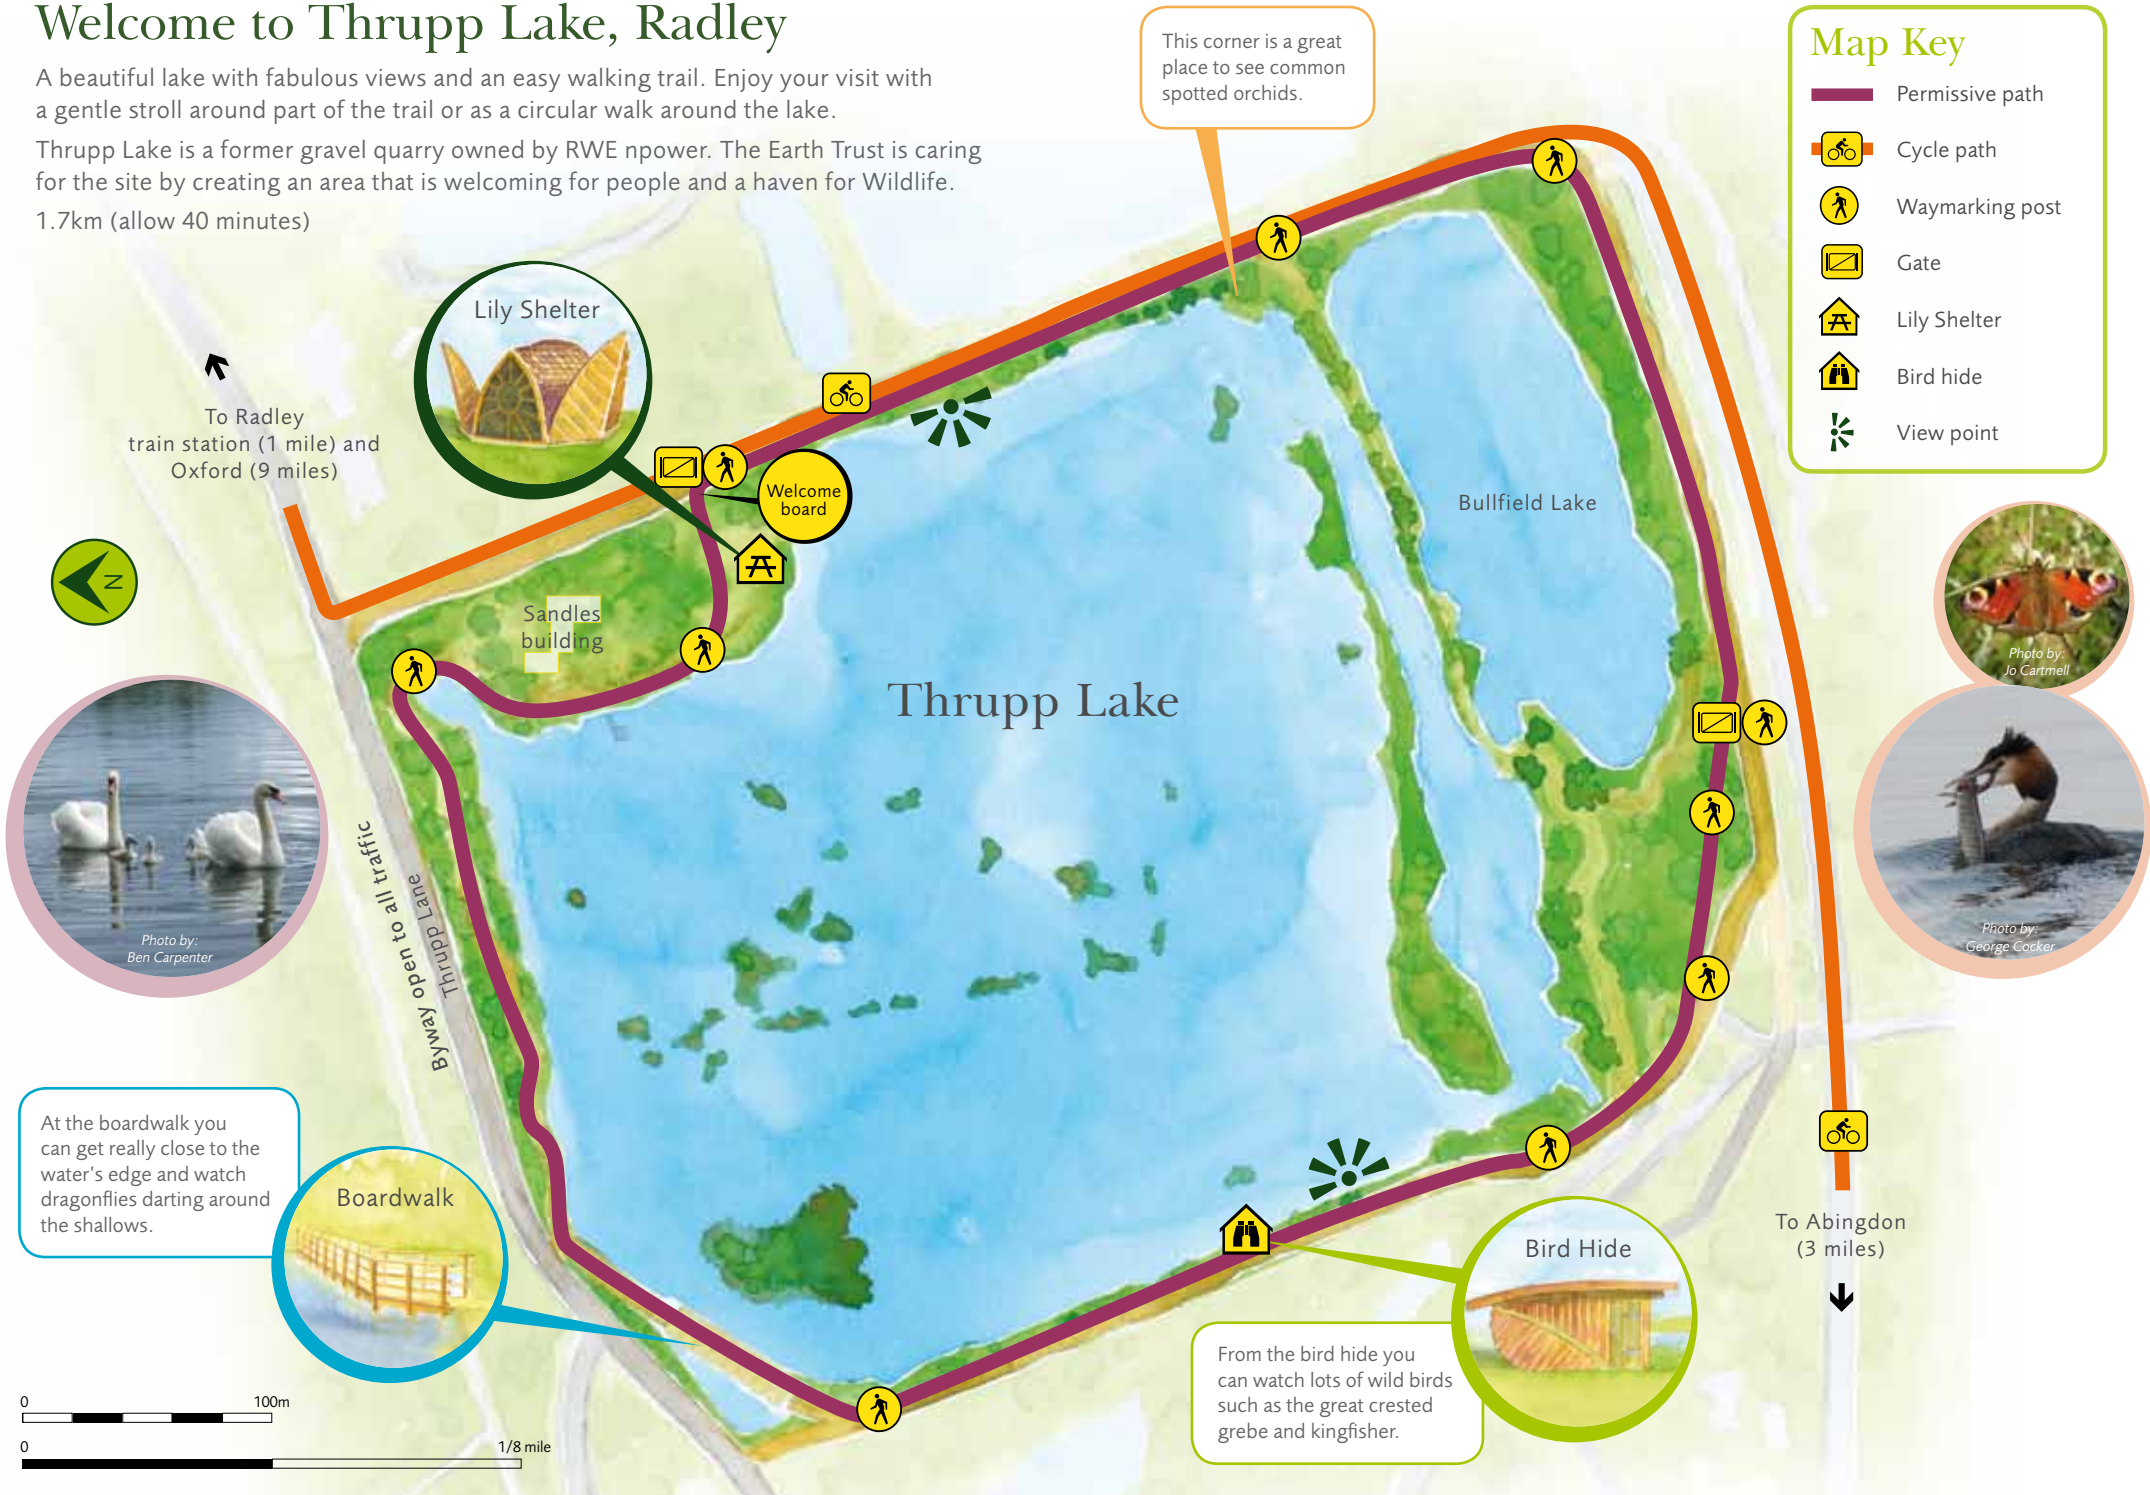 Welcome to Thrupp Lake, Radley
A beautiful lake with fabulous views and an easy walking trail. Enjoy your visit with
a gentle stroll around part of the trail or as a circular walk around the lake.
Thrupp Lake is a former gravel quarry owned by RWE npower. The Earth Trust is caring
for the site by creating an area that is welcoming for people and a haven for Wildlife.
1.7km (allow 40 minutes)
This corner is a great
place to see common
spotted orchids.
Map Key
Permissive path
Cycle path
Waymarking post
Gate
Lily Shelter
Bird hide
View point
Lily Shelter
To Radley
train station (1 mile) and
Oxford (9 miles)
Welcome
board
Bullfield Lake
N
Sandles
building
Thrupp Lake
Photo by:
Jo Cartmell
Photo by:
George Cocker
Photo by:
Ben Carpenter
Byway open to all traffic
Thrupp Lane
At the boardwalk you
can get really close to the
water's edge and watch
dragonflies darting around
the shallows.
Boardwalk
To Abingdon
(3 miles)
Bird Hide
From the bird hide you
can watch lots of wild birds
such as the great crested
grebe and kingfisher.
0 100m
0 1/8 mile